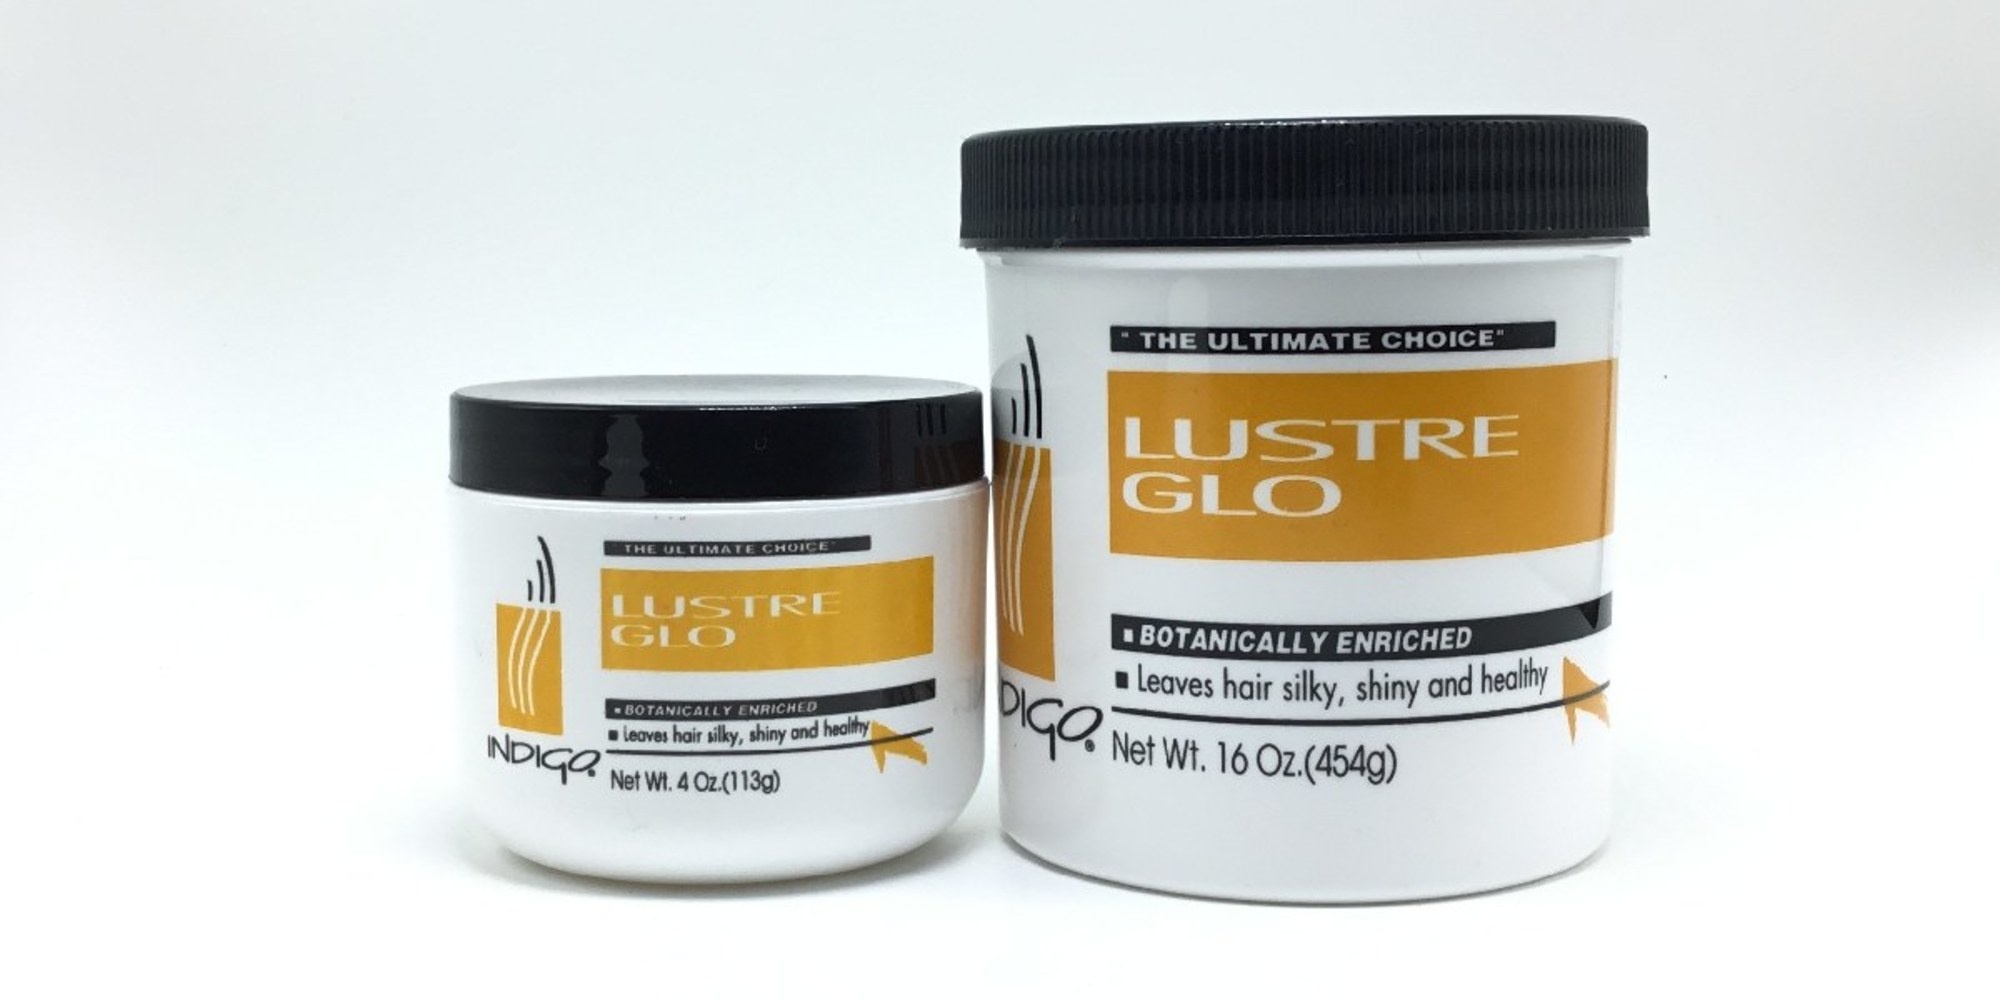 "THE ULTIMATE CHOICE"
LUSTRE
GLO
▪ BOTANICALLY ENRICHED
▪ Leaves hair silky, shiny and healthy
INDIGO®
Net Wt. 4 Oz.(113g)
"THE ULTIMATE CHOICE"
LUSTRE
GLO
▪ BOTANICALLY ENRICHED
▪ Leaves hair silky, shiny and healthy
DIGO®
Net Wt. 16 Oz.(454g)